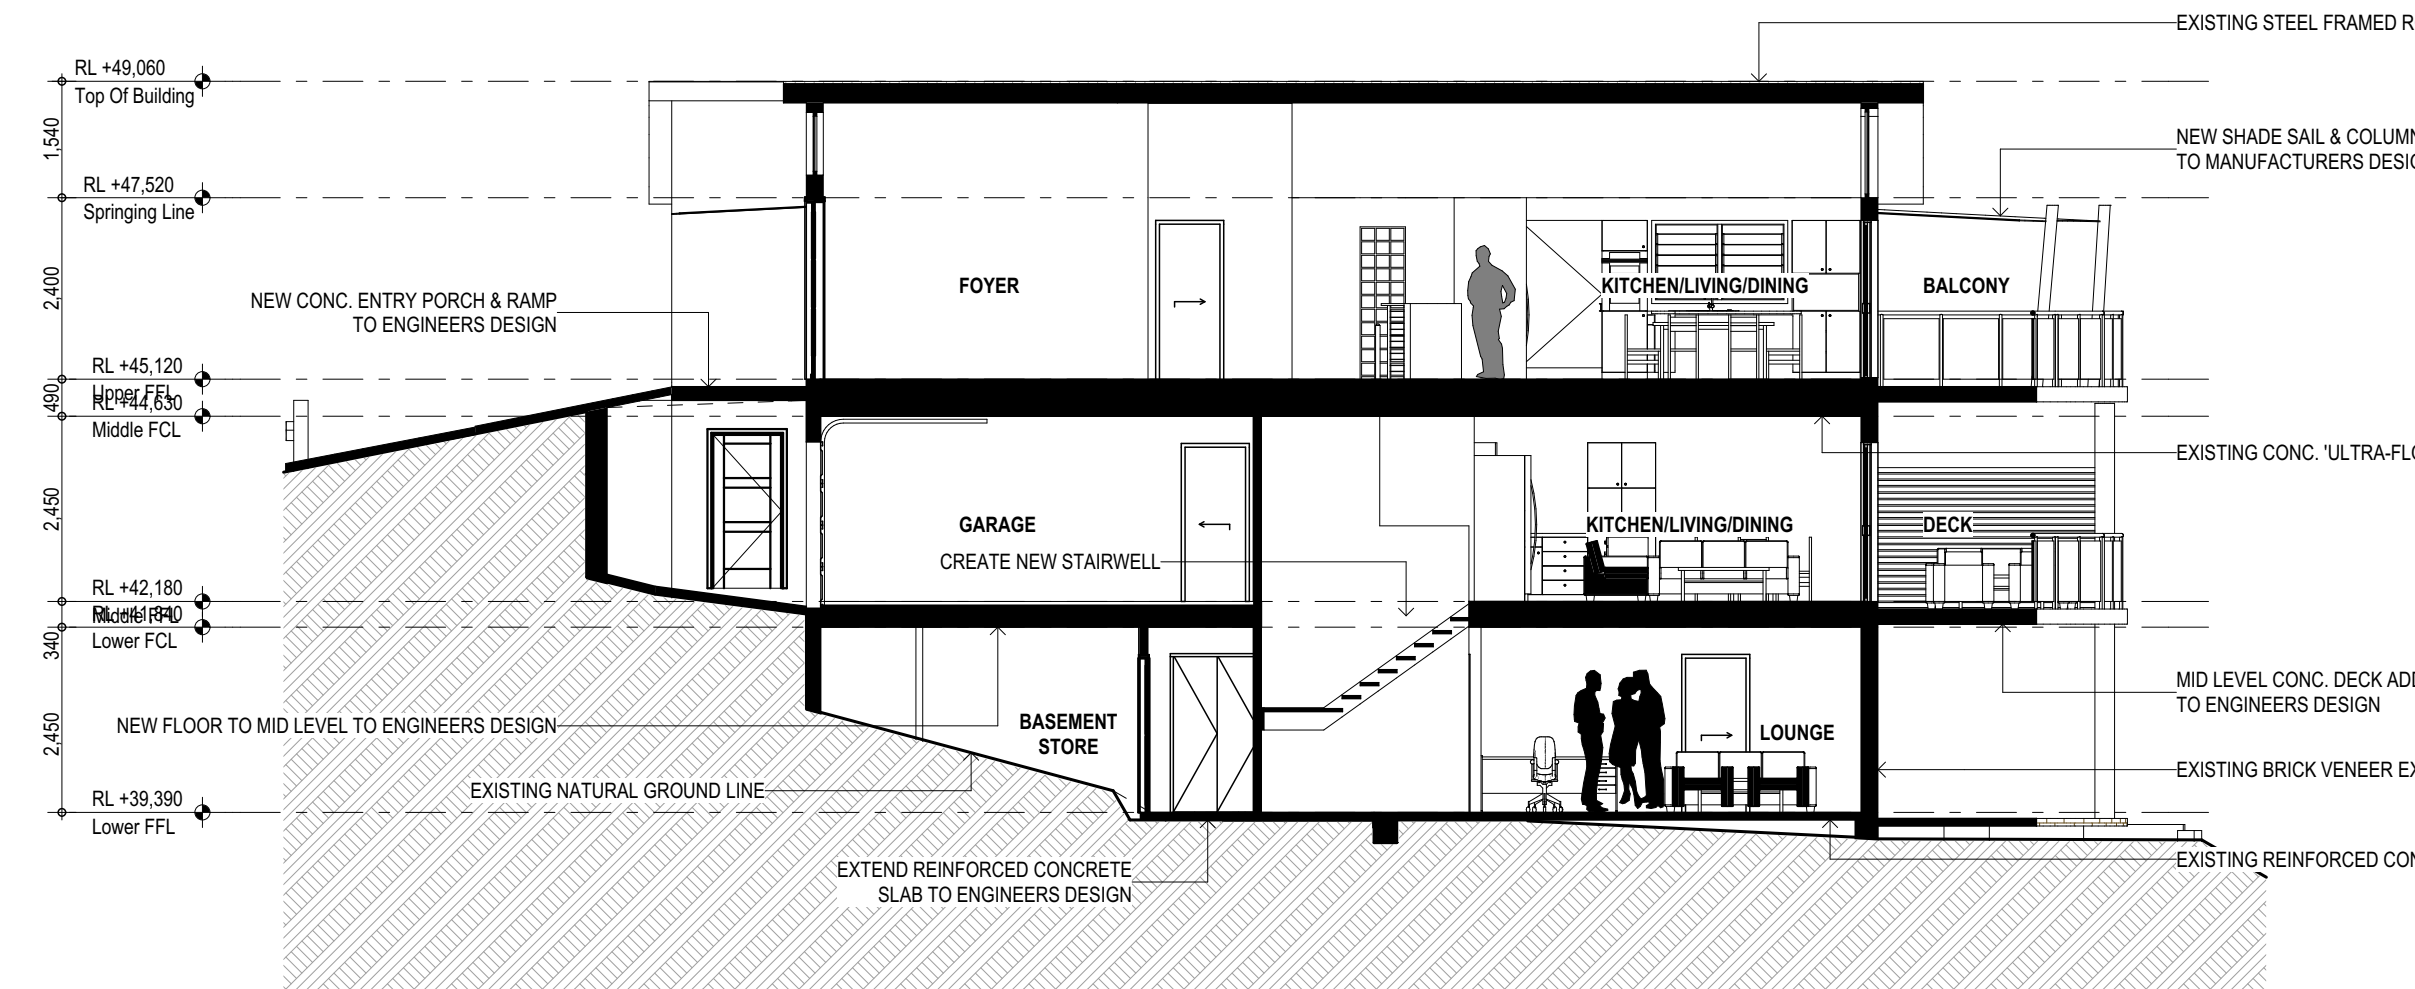 EXISTING STEEL FRAMED R
RL +49,060
Top Of Building
1,540
NEW SHADE SAIL & COLUMN
TO MANUFACTURERS DESIG
RL +47,520
Springing Line
2,400
FOYER
KITCHEN/LIVING/DINING
BALCONY
NEW CONC. ENTRY PORCH & RAMP
TO ENGINEERS DESIGN
RL +45,120
Upper FFL
490
RL +44,630
Middle FCL
EXISTING CONC. 'ULTRA-FLO
2,450
GARAGE
KITCHEN/LIVING/DINING
DECK
CREATE NEW STAIRWELL
RL +42,180
Middle FFL
RL +41,840
Lower FCL
340
MID LEVEL CONC. DECK ADD
TO ENGINEERS DESIGN
NEW FLOOR TO MID LEVEL TO ENGINEERS DESIGN
BASEMENT
STORE
LOUNGE
2,450
EXISTING BRICK VENEER EX
EXISTING NATURAL GROUND LINE
RL +39,390
Lower FFL
EXTEND REINFORCED CONCRETE
SLAB TO ENGINEERS DESIGN
EXISTING REINFORCED CON